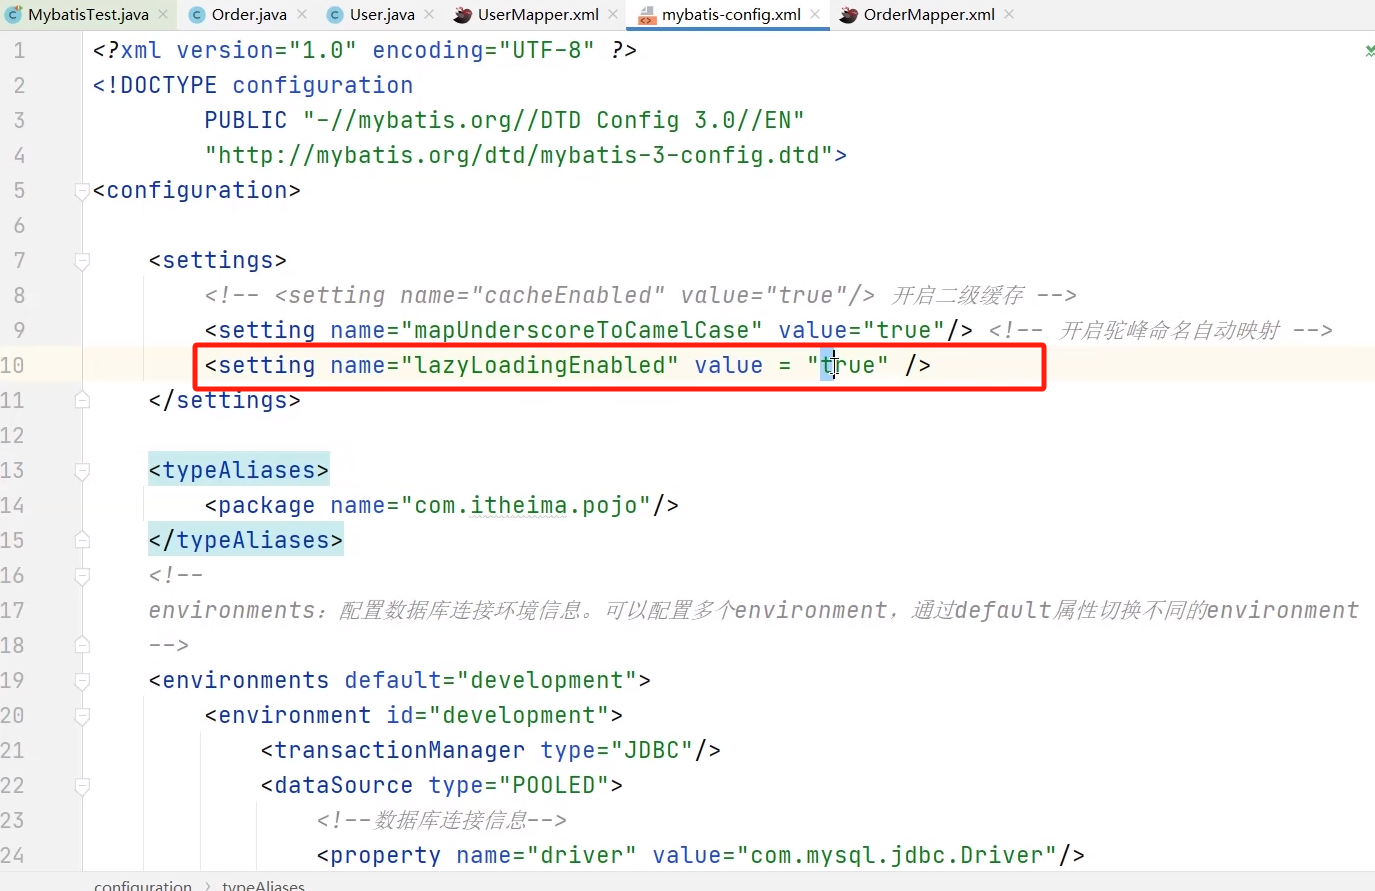 MybatisTest.java Order.java User.java UserMapper.xml mybatis-config.xml OrderMapper.xml
1 <?xml version="1.0" encoding="UTF-8" ?>
2 <!DOCTYPE configuration
3 PUBLIC "-//mybatis.org//DTD Config 3.0//EN"
4 "http://mybatis.org/dtd/mybatis-3-config.dtd">
5 <configuration>
6
7 <settings>
8 <!-- <setting name="cacheEnabled" value="true"/> 开启二级缓存 -->
9 <setting name="mapUnderscoreToCamelCase" value="true"/> <!-- 开启驼峰命名自动映射 -->
10 <setting name="lazyLoadingEnabled" value = "true" />
11 </settings>
12
13 <typeAliases>
14 <package name="com.itheima.pojo"/>
15 </typeAliases>
16 <!--
17 environments：配置数据库连接环境信息。可以配置多个environment，通过default属性切换不同的environment
18 -->
19 <environments default="development">
20 <environment id="development">
21 <transactionManager type="JDBC"/>
22 <dataSource type="POOLED">
23 <!--数据库连接信息-->
24 <property name="driver" value="com.mysql.jdbc.Driver"/>
configuration › typeAliases